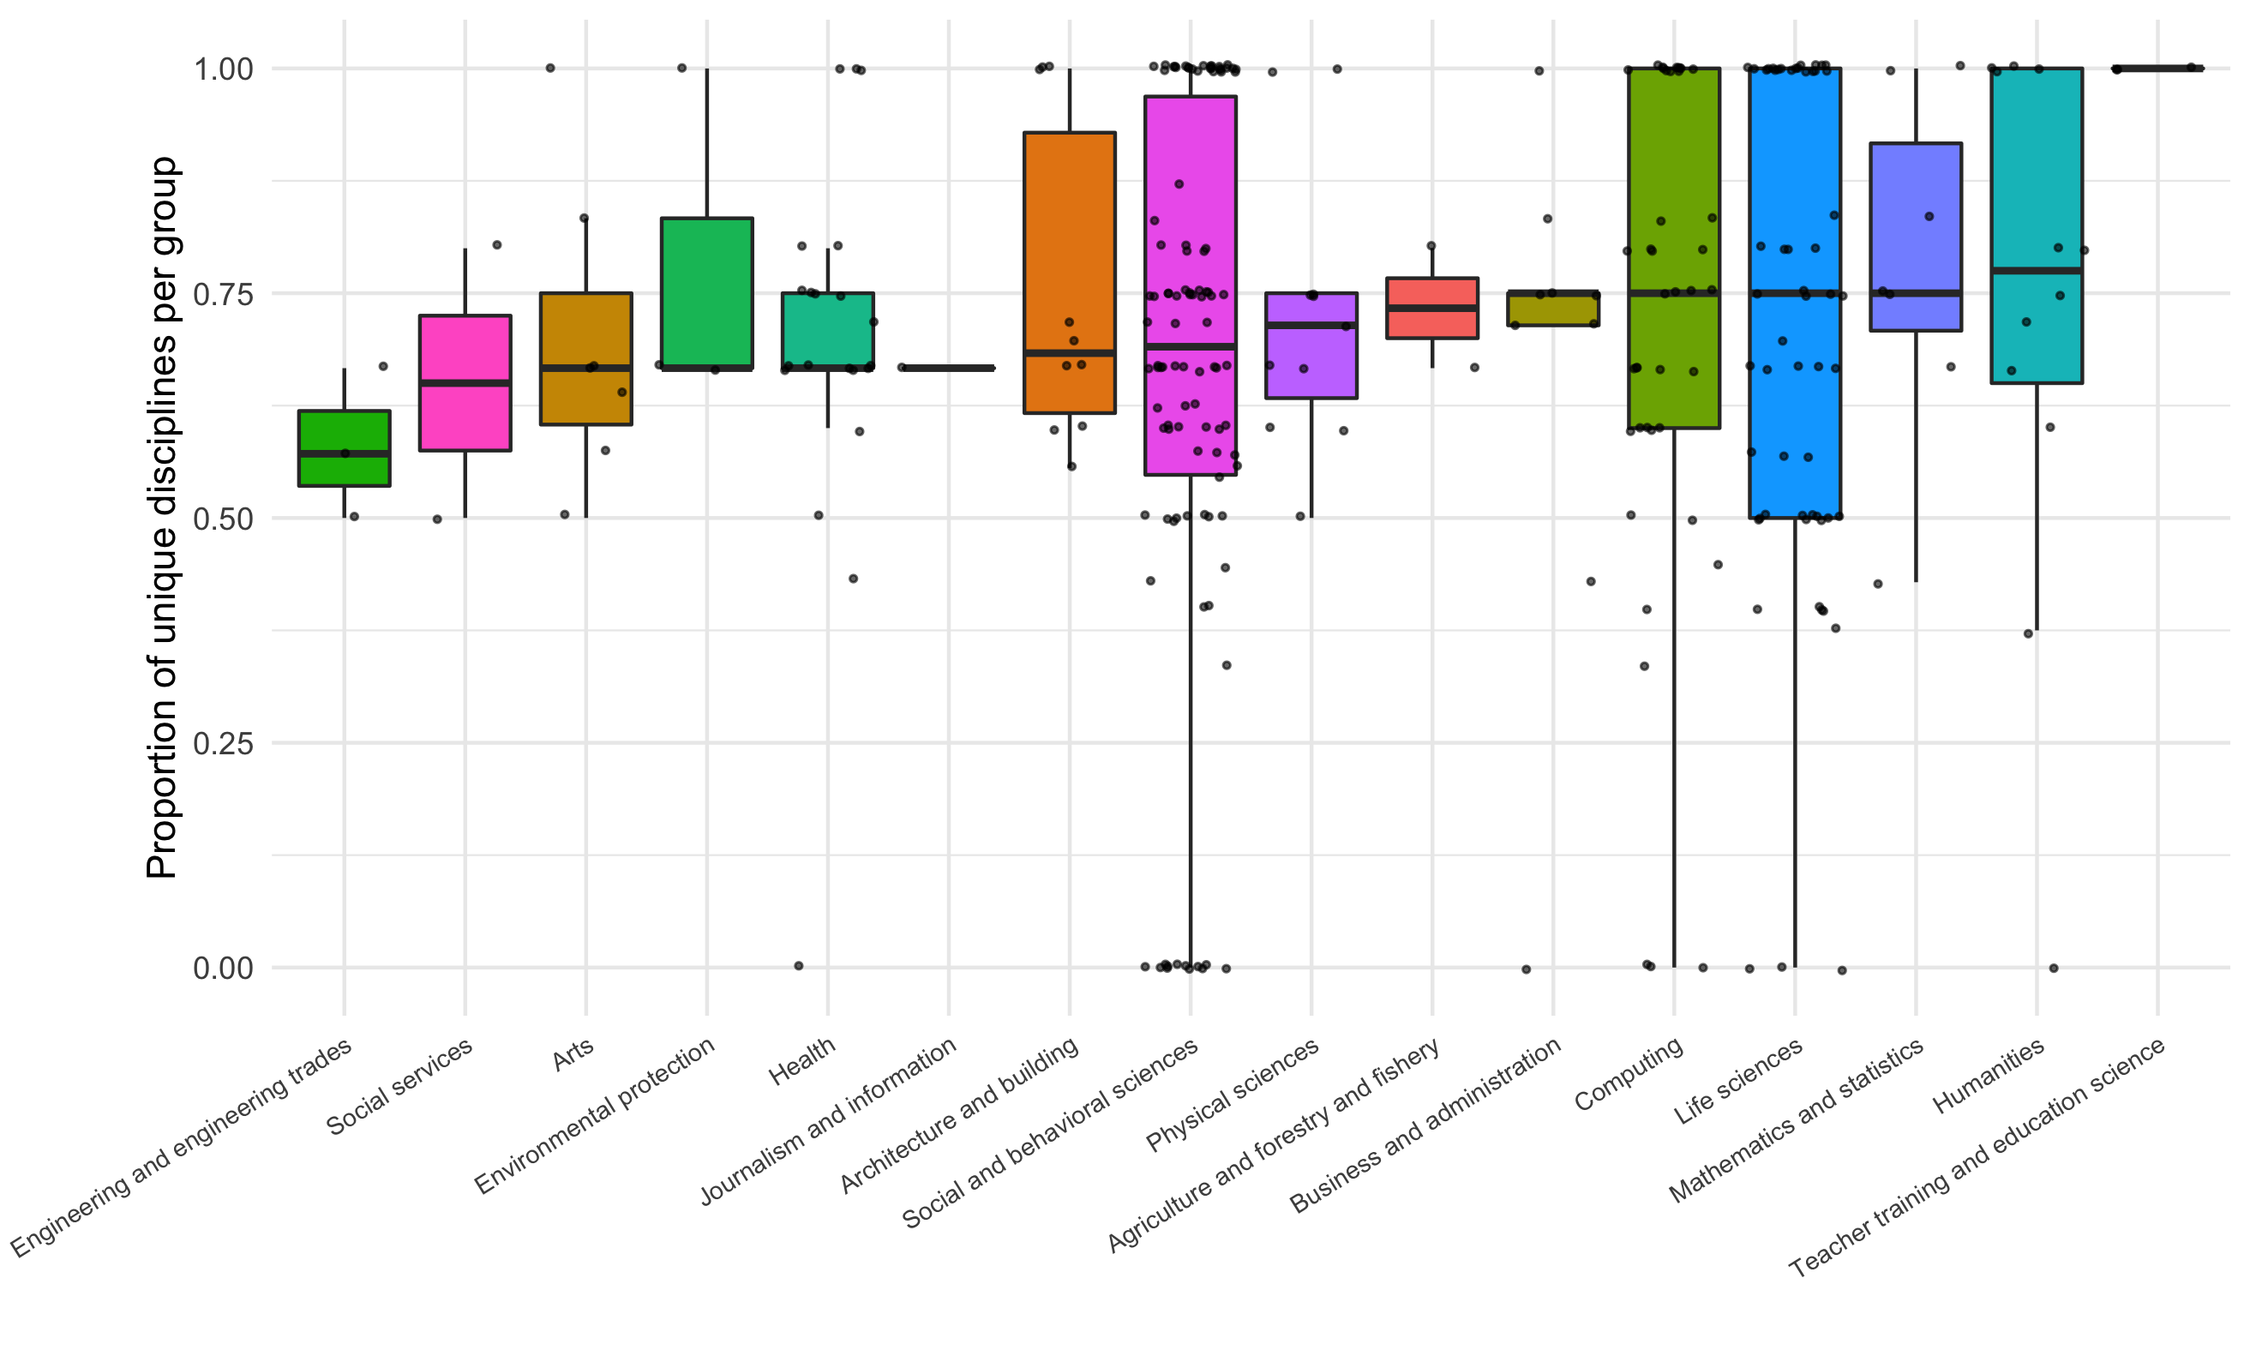 Proportion of unique disciplines per group
1.00
0.75
0.50
0.25
0.00
Engineering and engineering trades
Social services
Arts
Environmental protection
Health
Journalism and information
Architecture and building
Social and behavioral sciences
Physical sciences
Agriculture and forestry and fishery
Business and administration
Computing
Life sciences
Mathematics and statistics
Humanities
Teacher training and education science